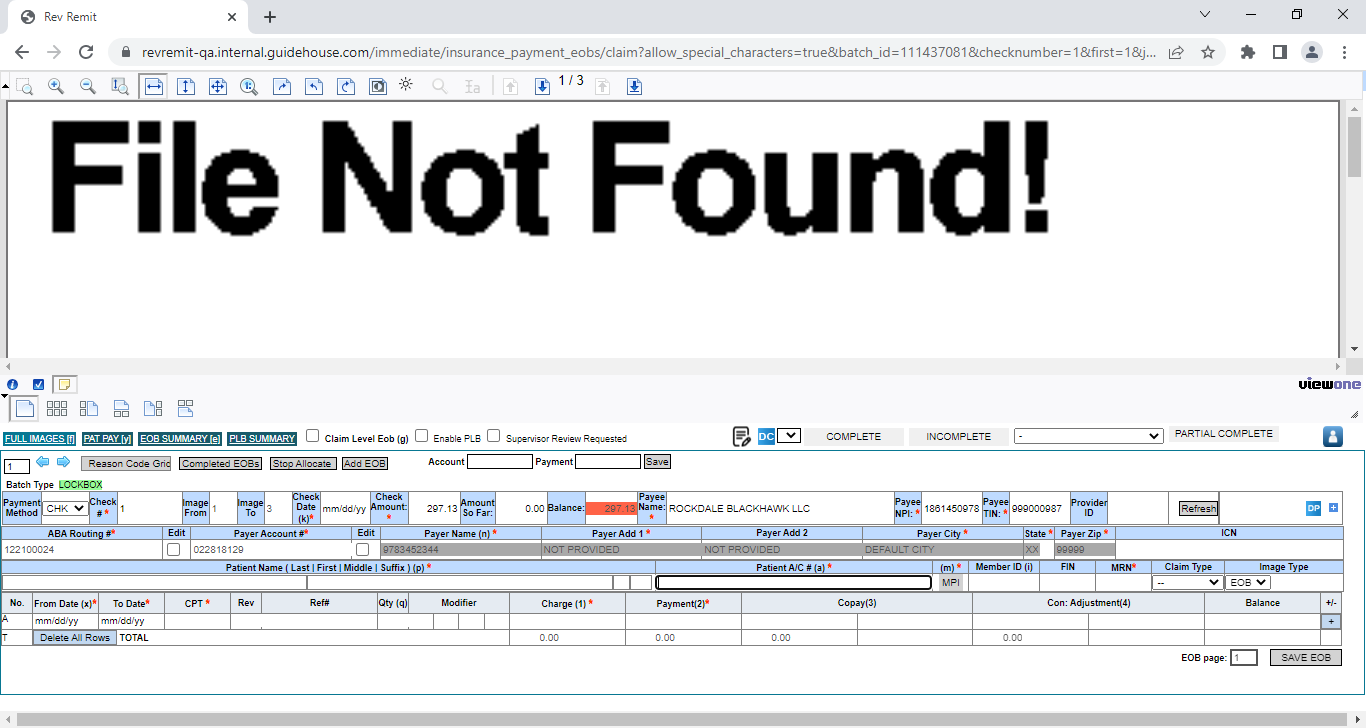 Rev Remit
revremit-qa.internal.guidehouse.com/immediate/insurance_payment_eobs/claim?allow_special_characters=true&batch_id=111437081&checknumber=1&first=1&j...
1 / 3
File Not Found!
viewone
FULL IMAGES [f] PAT PAY [y] EOB SUMMARY [e] PLB SUMMARY Claim Level Eob (g) Enable PLB Supervisor Review Requested DC COMPLETE INCOMPLETE - PARTIAL COMPLETE
1 Reason Code Gric Completed EOBs Stop Allocate Add EOB Account Payment Save
Batch Type LOCKBOX
Payment Method CHK Check # * 1 Image From 1 Image To 3 Check Date (k)* mm/dd/yy Check Amount: * 297.13 Amount So Far: 0.00 Balance: 297.13 Payee Name: * ROCKDALE BLACKHAWK LLC Payee NPI: * 1861450978 Payee TIN: * 999000987 Provider ID Refresh DP +
ABA Routing #* Edit Payer Account #* Edit Payer Name (n) * Payer Add 1 * Payer Add 2 Payer City * State * Payer Zip * ICN
122100024 022818129 9783452344 NOT PROVIDED NOT PROVIDED DEFAULT CITY XX 99999
Patient Name ( Last | First | Middle | Suffix ) (p) * Patient A/C # (a) * (m) * Member ID (i) FIN MRN* Claim Type Image Type
MPI -- EOB
No. From Date (x)* To Date* CPT * Rev Ref# Qty (q) Modifier Charge (1) * Payment(2)* Copay(3) Con: Adjustment(4) Balance +/-
A mm/dd/yy mm/dd/yy +
T Delete All Rows TOTAL 0.00 0.00 0.00 0.00
EOB page: 1 SAVE EOB